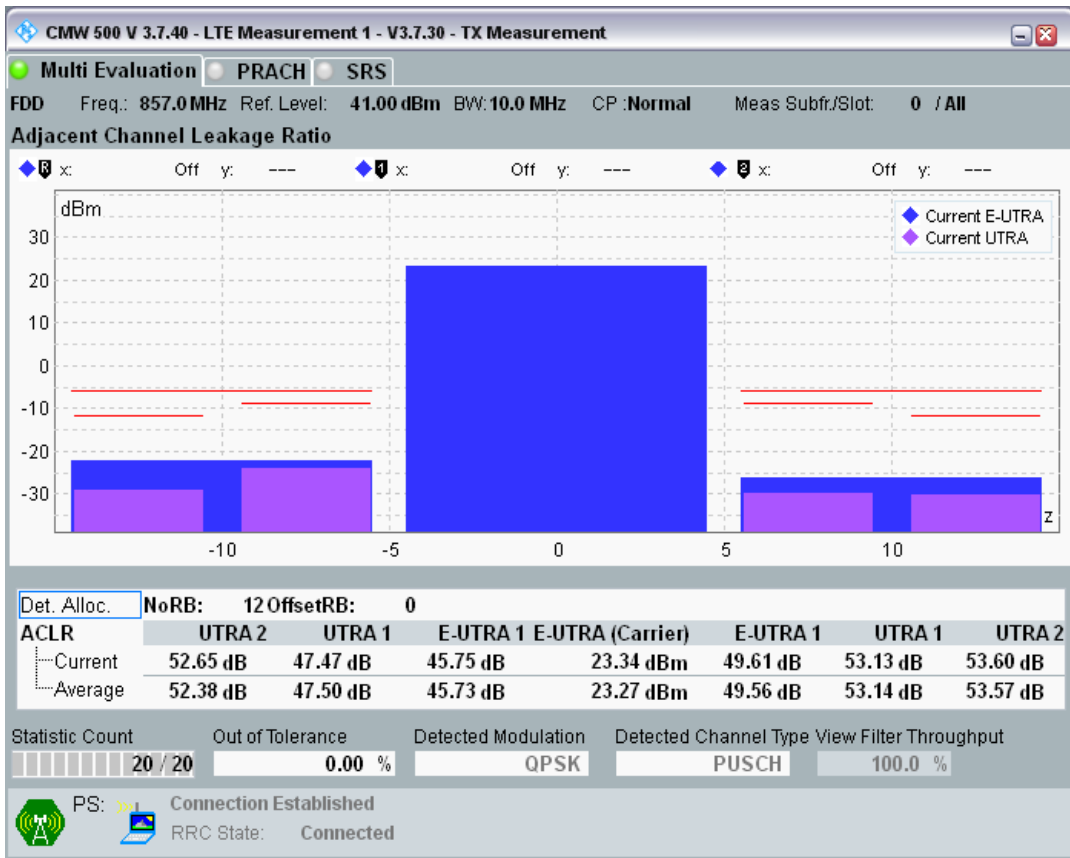 CMW 500 V 3.7.40 - LTE Measurement 1 - V3.7.30 - TX Measurement
Multi Evaluation PRACH SRS
FDD Freq.: 857.0 MHz Ref. Level: 41.00 dBm BW: 10.0 MHz CP :Normal Meas Subfr./Slot: 0 / All
Adjacent Channel Leakage Ratio
R x: Off y: --- 1 x: Off y: --- 2 x: Off y: ---
dBm
Current E-UTRA
Current UTRA
30
20
10
0
-10
-20
-30
z
-10 -5 0 5 10
Det. Alloc. NoRB: 12 OffsetRB: 0
ACLR UTRA 2 UTRA 1 E-UTRA 1 E-UTRA (Carrier) E-UTRA 1 UTRA 1 UTRA 2
Current 52.65 dB 47.47 dB 45.75 dB 23.34 dBm 49.61 dB 53.13 dB 53.60 dB
Average 52.38 dB 47.50 dB 45.73 dB 23.27 dBm 49.56 dB 53.14 dB 53.57 dB
Statistic Count Out of Tolerance Detected Modulation Detected Channel Type View Filter Throughput
20 / 20 0.00 % QPSK PUSCH 100.0 %
PS: Connection Established
RRC State: Connected